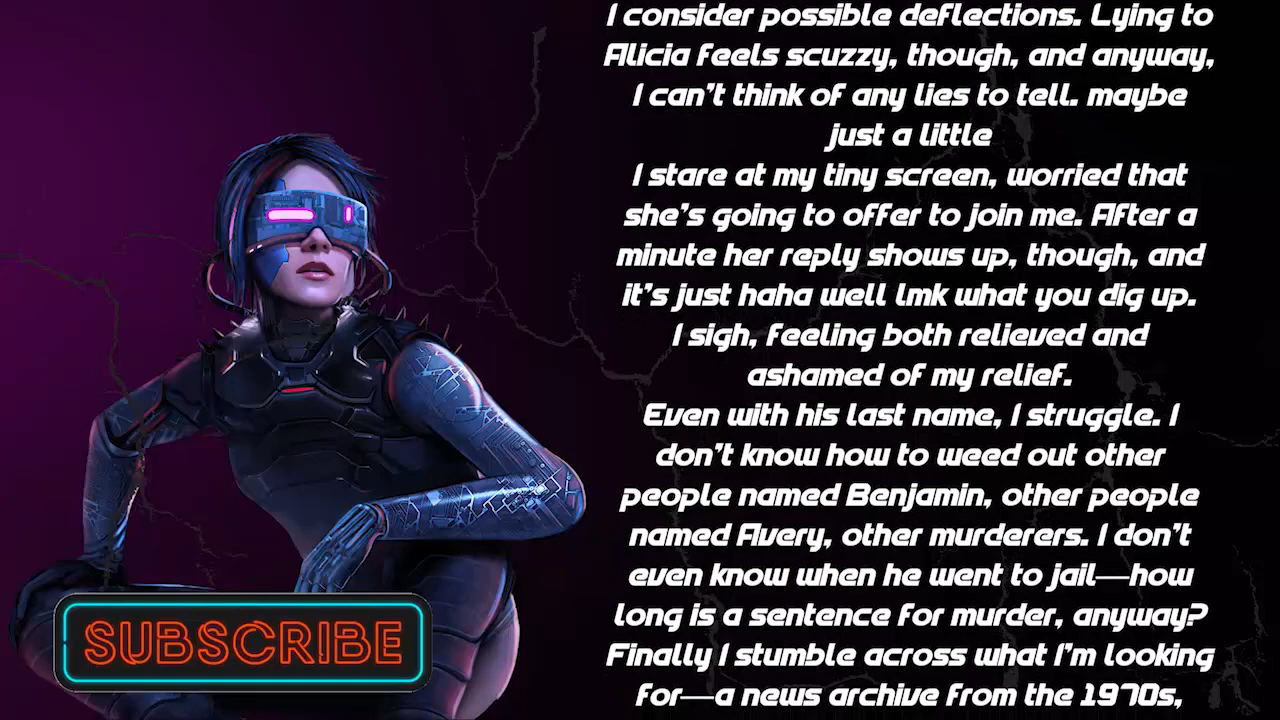 I consider possible deflections. Lying to
Alicia feels scuzzy, though, and anyway,
I can't think of any lies to tell. maybe
just a little
I stare at my tiny screen, worried that
she's going to offer to join me. After a
minute her reply shows up, though, and
it's just haha well lmk what you dig up.
I sigh, feeling both relieved and
ashamed of my relief.
Even with his last name, I struggle. I
don't know how to weed out other
people named Benjamin, other people
named Avery, other murderers. I don't
even know when he went to jail—how
long is a sentence for murder, anyway?
Finally I stumble across what I'm looking
for—a news archive from the 1970s,
SUBSCRIBE